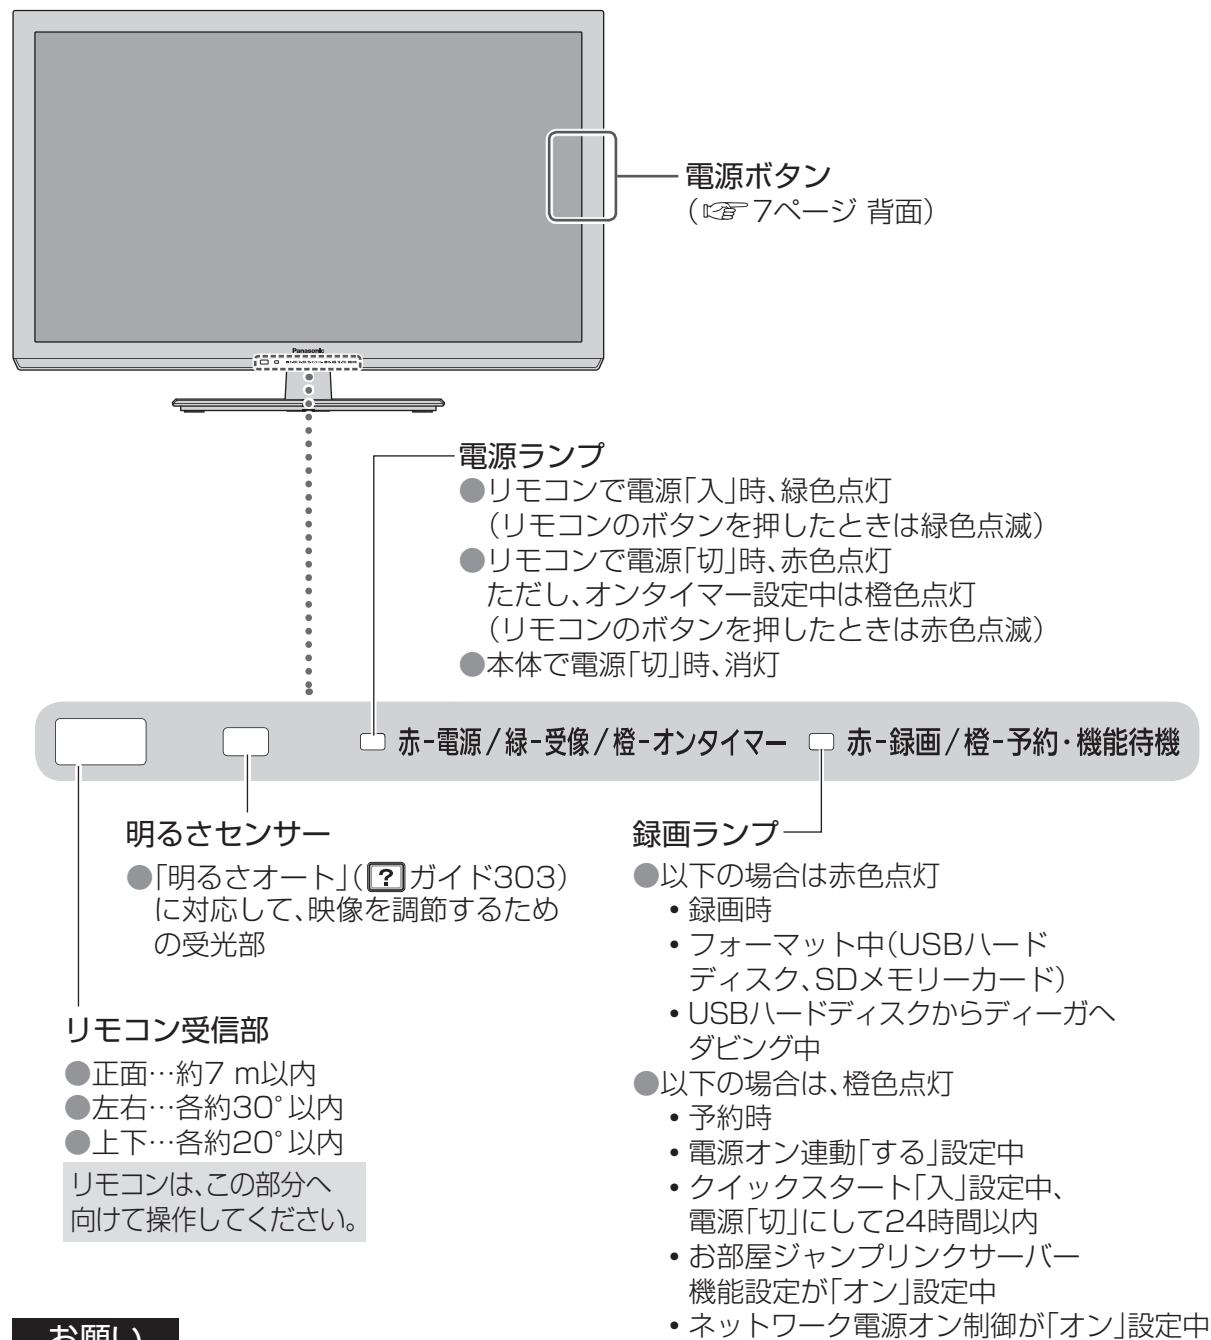 電源ボタン
(☞7ページ 背面)
Panasonic
電源ランプ
●リモコンで電源「入」時、緑色点灯
(リモコンのボタンを押したときは緑色点滅)
●リモコンで電源「切」時、赤色点灯
ただし、オンタイマー設定中は橙色点灯
(リモコンのボタンを押したときは赤色点滅)
●本体で電源「切」時、消灯
赤-電源/緑-受像/橙-オンタイマー 赤-録画/橙-予約・機能待機
明るさセンサー
●「明るさオート」(?ガイド303)
に対応して、映像を調節するため
の受光部
リモコン受信部
●正面…約7 m以内
●左右…各約30°以内
●上下…各約20°以内
リモコンは、この部分へ
向けて操作してください。
録画ランプ
●以下の場合は赤色点灯
・録画時
・フォーマット中(USBハード
ディスク、SDメモリーカード)
・USBハードディスクからディーガへ
ダビング中
●以下の場合は、橙色点灯
・予約時
・電源オン連動「する」設定中
・クイックスタート「入」設定中、
電源「切」にして24時間以内
・お部屋ジャンプリンクサーバー
機能設定が「オン」設定中
・ネットワーク電源オン制御が「オン」設定中
お願い